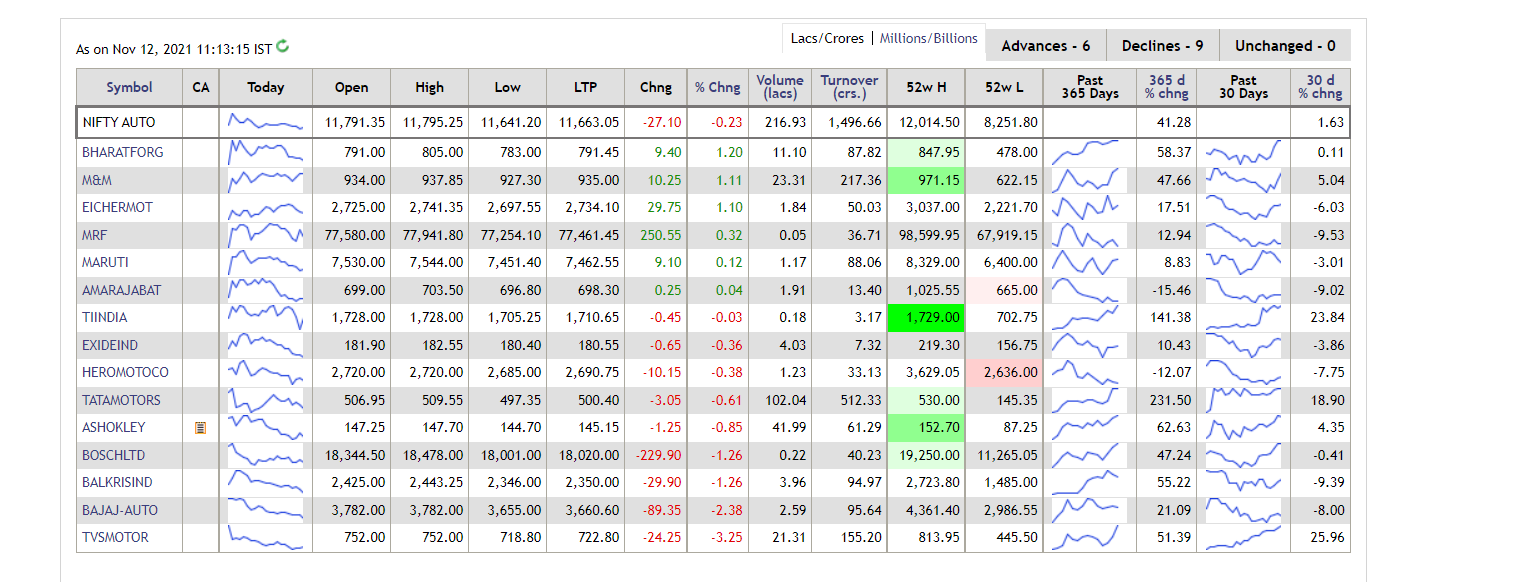 Lacs/Crores | Millions/Billions
As on Nov 12, 2021 11:13:15 IST
Advances - 6 Declines - 9 Unchanged - 0
Symbol CA Today Open High Low LTP Chng % Chng Volume (lacs) Turnover (crs.) 52w H 52w L Past 365 Days 365 d % chng Past 30 Days 30 d % chng
NIFTY AUTO 11,791.35 11,795.25 11,641.20 11,663.05 -27.10 -0.23 216.93 1,496.66 12,014.50 8,251.80 41.28 1.63
BHARATFORG 791.00 805.00 783.00 791.45 9.40 1.20 11.10 87.82 847.95 478.00 58.37 0.11
M&M 934.00 937.85 927.30 935.00 10.25 1.11 23.31 217.36 971.15 622.15 47.66 5.04
EICHERMOT 2,725.00 2,741.35 2,697.55 2,734.10 29.75 1.10 1.84 50.03 3,037.00 2,221.70 17.51 -6.03
MRF 77,580.00 77,941.80 77,254.10 77,461.45 250.55 0.32 0.05 36.71 98,599.95 67,919.15 12.94 -9.53
MARUTI 7,530.00 7,544.00 7,451.40 7,462.55 9.10 0.12 1.17 88.06 8,329.00 6,400.00 8.83 -3.01
AMARAJABAT 699.00 703.50 696.80 698.30 0.25 0.04 1.91 13.40 1,025.55 665.00 -15.46 -9.02
TIINDIA 1,728.00 1,728.00 1,705.25 1,710.65 -0.45 -0.03 0.18 3.17 1,729.00 702.75 141.38 23.84
EXIDEIND 181.90 182.55 180.40 180.55 -0.65 -0.36 4.03 7.32 219.30 156.75 10.43 -3.86
HEROMOTOCO 2,720.00 2,720.00 2,685.00 2,690.75 -10.15 -0.38 1.23 33.13 3,629.05 2,636.00 -12.07 -7.75
TATAMOTORS 506.95 509.55 497.35 500.40 -3.05 -0.61 102.04 512.33 530.00 145.35 231.50 18.90
ASHOKLEY 147.25 147.70 144.70 145.15 -1.25 -0.85 41.99 61.29 152.70 87.25 62.63 4.35
BOSCHLTD 18,344.50 18,478.00 18,001.00 18,020.00 -229.90 -1.26 0.22 40.23 19,250.00 11,265.05 47.24 -0.41
BALKRISIND 2,425.00 2,443.25 2,346.00 2,350.00 -29.90 -1.26 3.96 94.97 2,723.80 1,485.00 55.22 -9.39
BAJAJ-AUTO 3,782.00 3,782.00 3,655.00 3,660.60 -89.35 -2.38 2.59 95.64 4,361.40 2,986.55 21.09 -8.00
TVSMOTOR 752.00 752.00 718.80 722.80 -24.25 -3.25 21.31 155.20 813.95 445.50 51.39 25.96